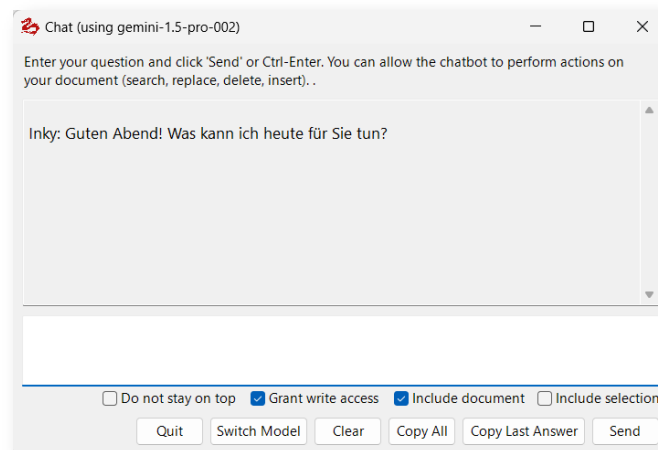 Chat (using gemini-1.5-pro-002)
Enter your question and click 'Send' or Ctrl-Enter. You can allow the chatbot to perform actions on
your document (search, replace, delete, insert). .
Inky: Guten Abend! Was kann ich heute für Sie tun?
Do not stay on top Grant write access Include document Include selection
Quit Switch Model Clear Copy All Copy Last Answer Send